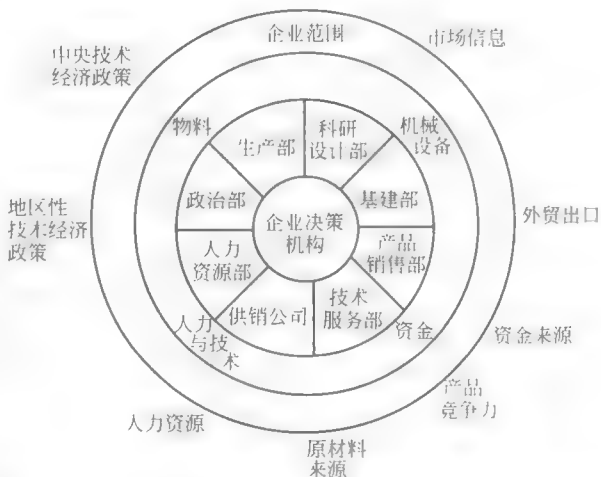 企业范围
市场信息
中央技术
经济政策
物料
生产部
科研
设计部
机械
设备
政治部
基建部
地区性
技术经济
政策
企业决策
机构
外贸出口
人力
资源部
产品
销售部
供销公司
技术
服务部
人力
与技
术
资金
资金来源
产品
竞争力
人力资源
原材料
来源